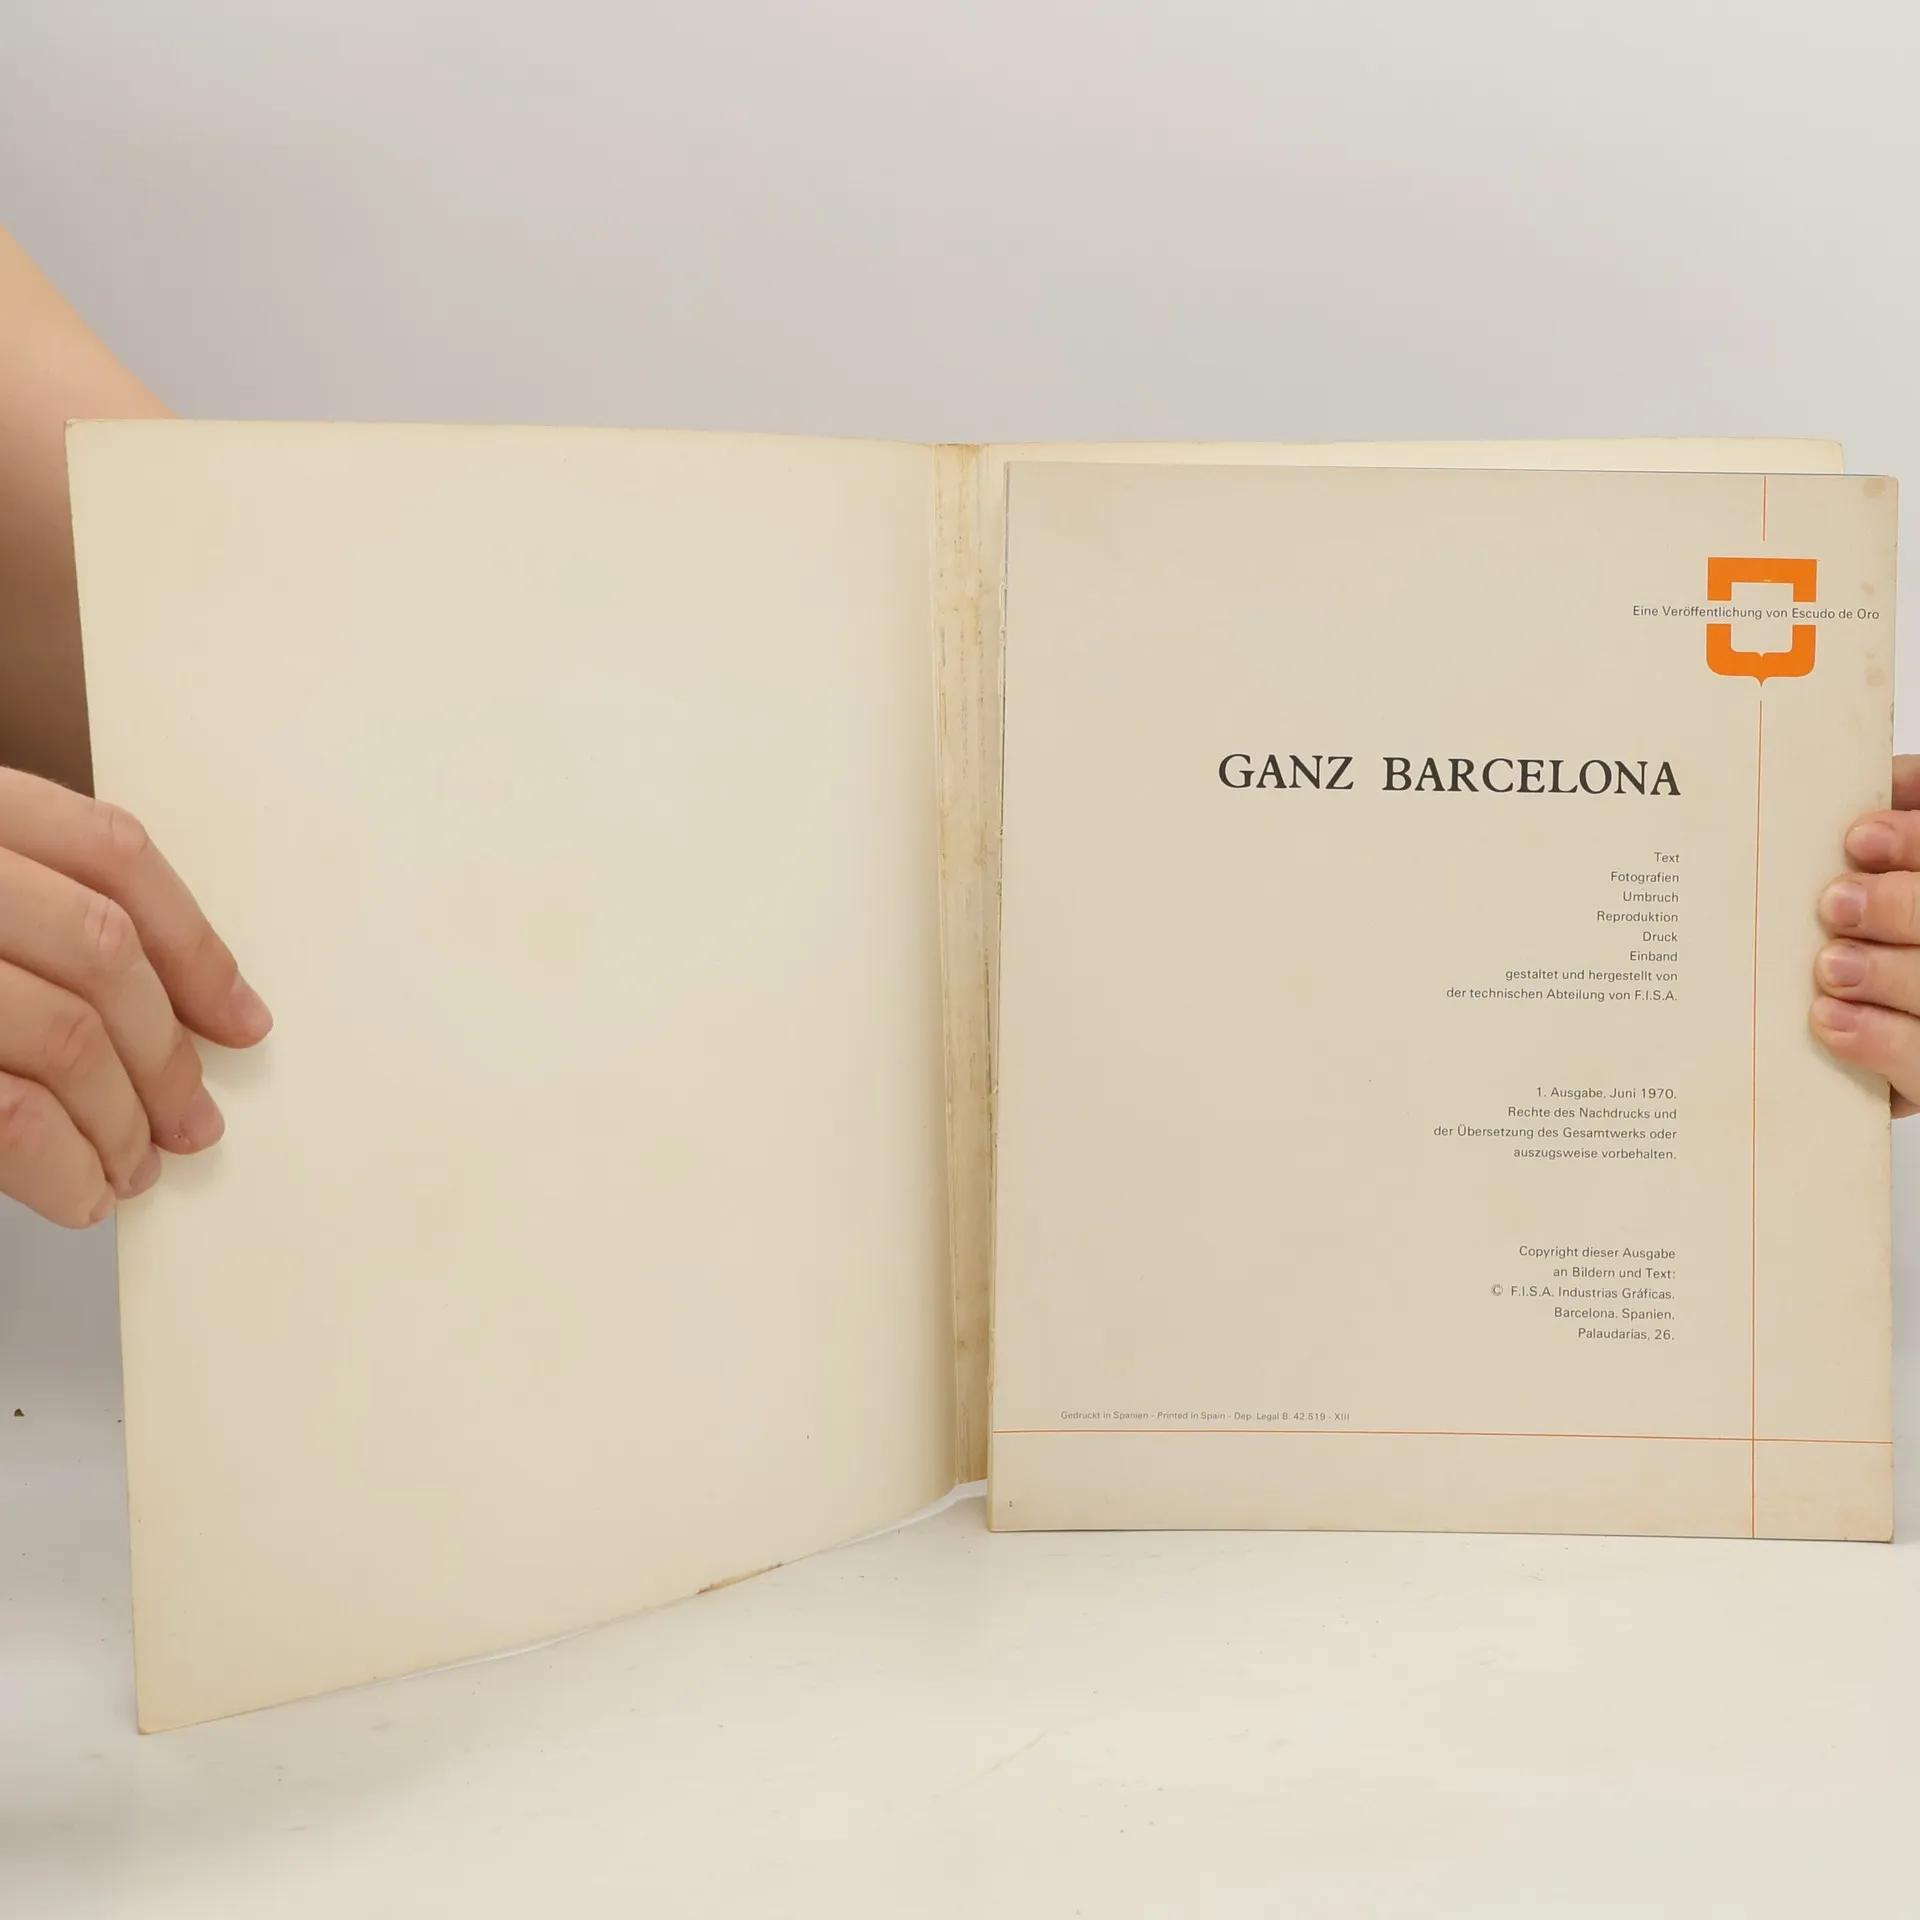 Eine Veröffentlichung von Escudo de Oro
GANZ BARCELONA
Text
Fotografien
Umbruch
Reproduktion
Druck
Einband
gestaltet und hergestellt von
der technischen Abteilung von F.I.S.A.
1. Ausgabe, Juni 1970.
Rechte des Nachdrucks und
der Übersetzung des Gesamtwerks oder
auszugsweise vorbehalten.
Copyright dieser Ausgabe
an Bildern und Text:
© F.I.S.A. Industrias Gráficas.
Barcelona. Spanien.
Palaudarias, 26.
Gedruckt in Spanien - Printed in Spain - Dep. Legal B. 42.519 - XIII
1